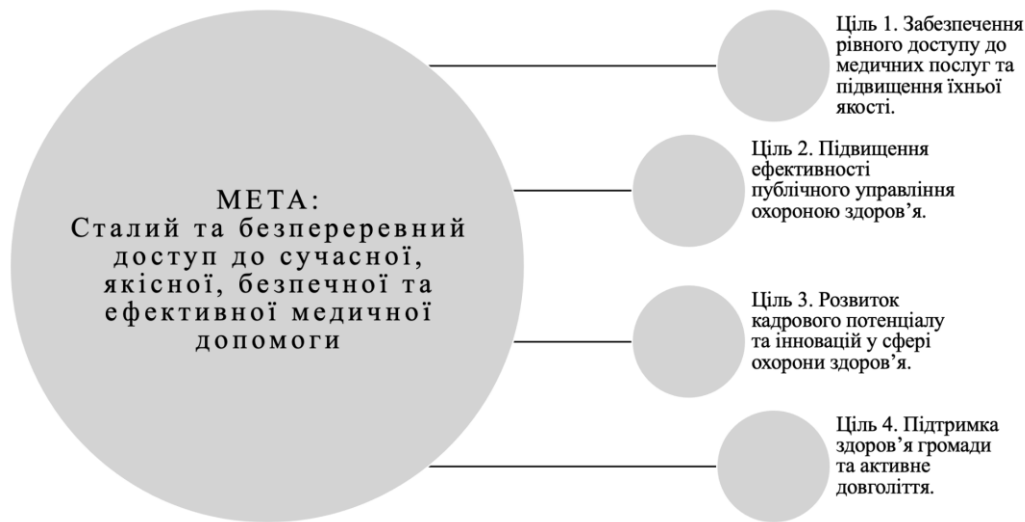 МЕТА:
Сталий та безпереревний
доступ до сучасної,
якісної, безпечної та
ефективної медичної
допомоги
Ціль 1. Забезпечення
рівного доступу до
медичних послуг та
підвищення їхньої
якості.
Ціль 2. Підвищення
ефективності
публічного управління
охороною здоров’я.
Ціль 3. Розвиток
кадрового потенціалу
та інновацій у сфері
охорони здоров’я.
Ціль 4. Підтримка
здоров’я громади
та активне
довголіття.